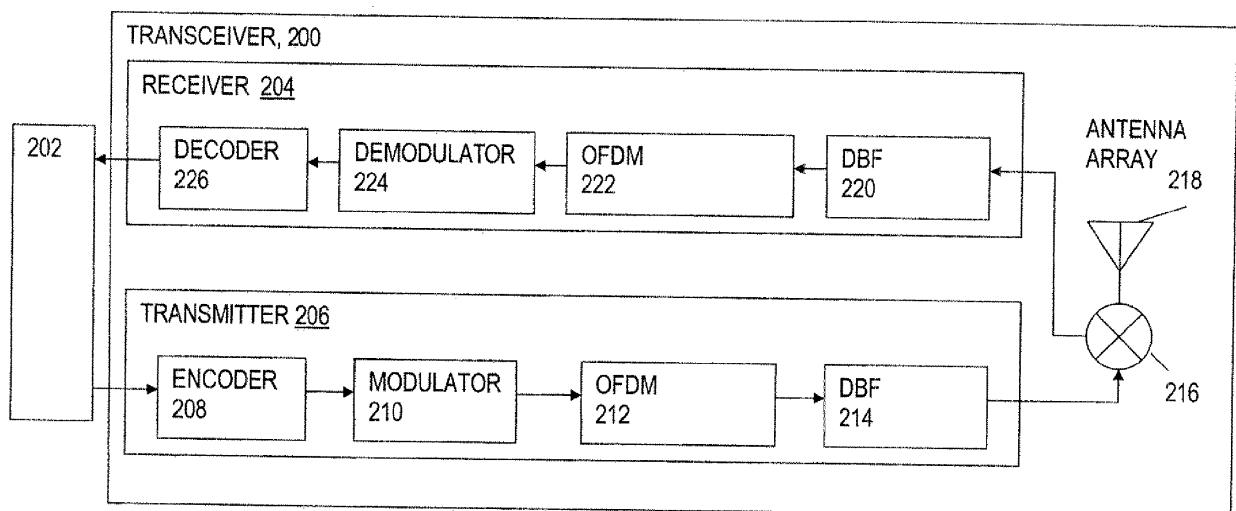 TRANSCEIVER, 200
RECEIVER 204
202
DECODER
226
DEMODULATOR
224
OFDM
222
DBF
220
ANTENNA
ARRAY
218
TRANSMITTER 206
ENCODER
208
MODULATOR
210
OFDM
212
DBF
214
216